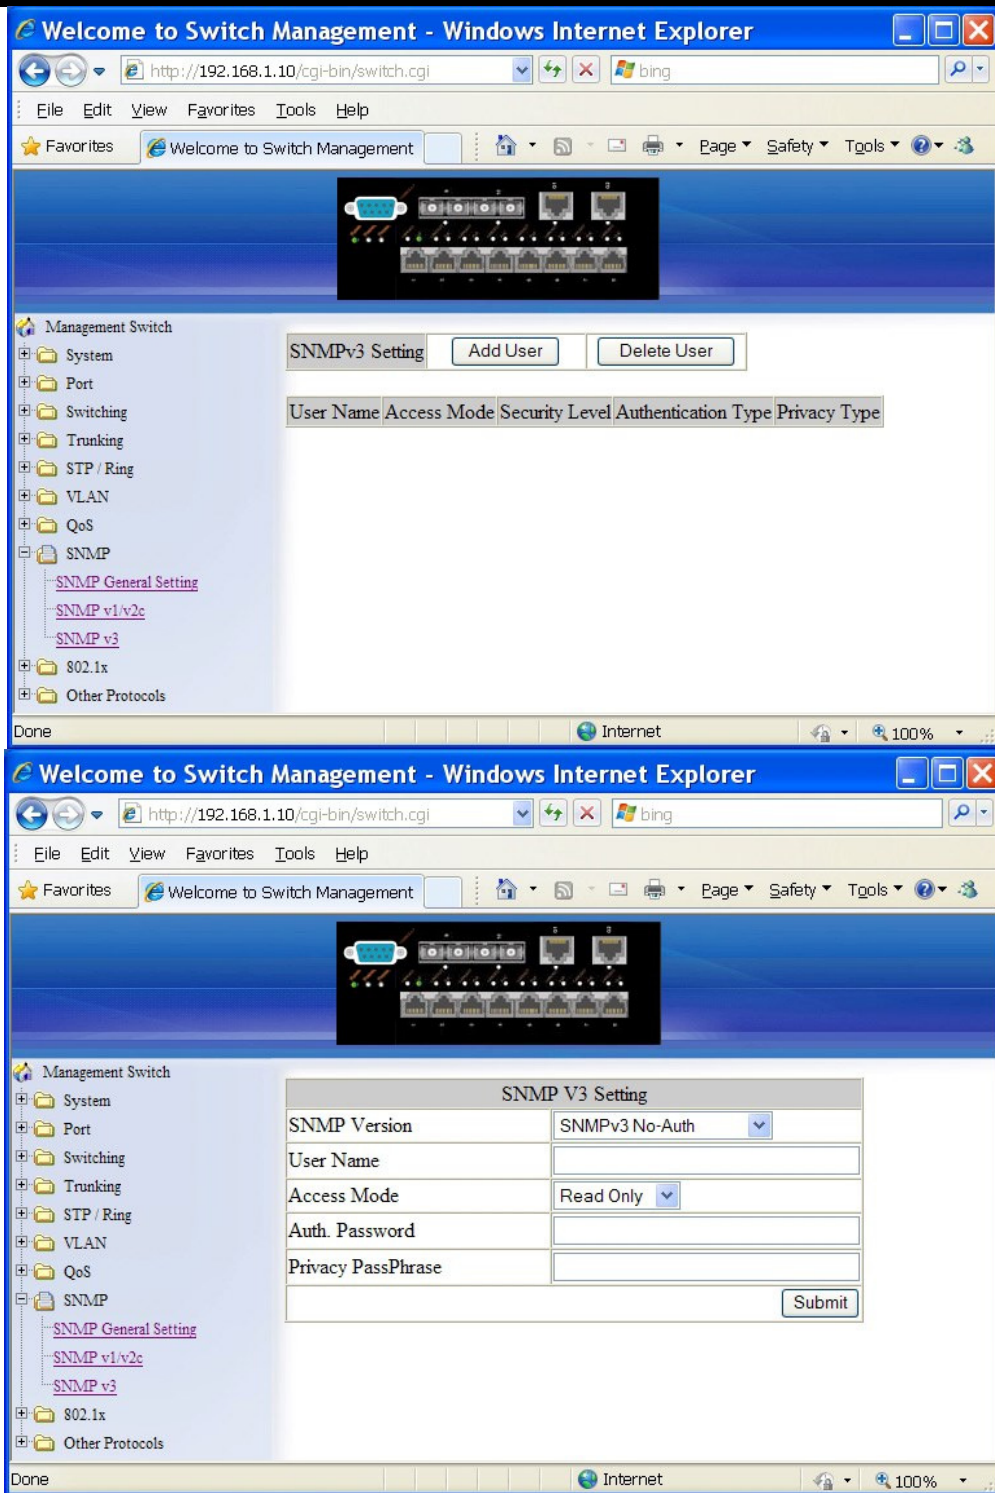 Welcome to Switch Management - Windows Internet Explorer
http://192.168.1.10/cgi-bin/switch.cgi
bing
File Edit View Favorites Tools Help
Favorites Welcome to Switch Management Page Safety Tools
Management Switch
System
Port
Switching
Trunking
STP / Ring
VLAN
QoS
SNMP
SNMP General Setting
SNMP v1/v2c
SNMP v3
802.1x
Other Protocols
SNMPv3 Setting Add User Delete User
User Name Access Mode Security Level Authentication Type Privacy Type
Done Internet 100%
Welcome to Switch Management - Windows Internet Explorer
http://192.168.1.10/cgi-bin/switch.cgi
bing
File Edit View Favorites Tools Help
Favorites Welcome to Switch Management Page Safety Tools
Management Switch
System
Port
Switching
Trunking
STP / Ring
VLAN
QoS
SNMP
SNMP General Setting
SNMP v1/v2c
SNMP v3
802.1x
Other Protocols
SNMP V3 Setting
SNMP Version SNMPv3 No-Auth
User Name
Access Mode Read Only
Auth. Password
Privacy PassPhrase
Submit
Done Internet 100%